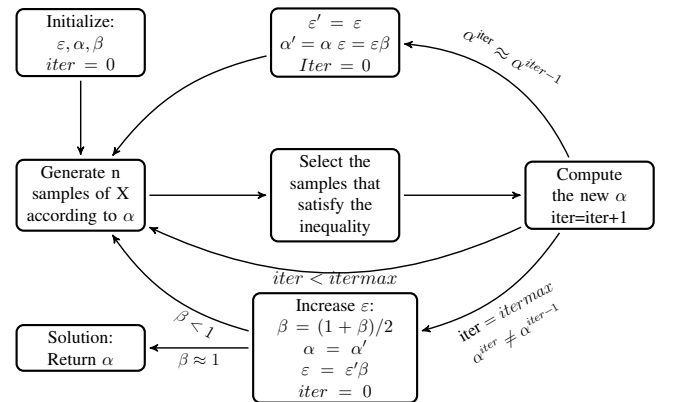 Initialize:
ε, α, β
iter = 0
ε′ = ε
α′ = α ε = εβ
Iter = 0
α^{iter} ≈ α^{iter−1}
Generate n
samples of X
according to α
Select the
samples that
satisfy the
inequality
Compute
the new α
iter=iter+1
iter < itermax
iter = itermax
α^{iter} ≠ α^{iter−1}
Increase ε:
β = (1 + β)/2
α = α′
ε = ε′β
iter = 0
β < 1
β ≈ 1
Solution:
Return α